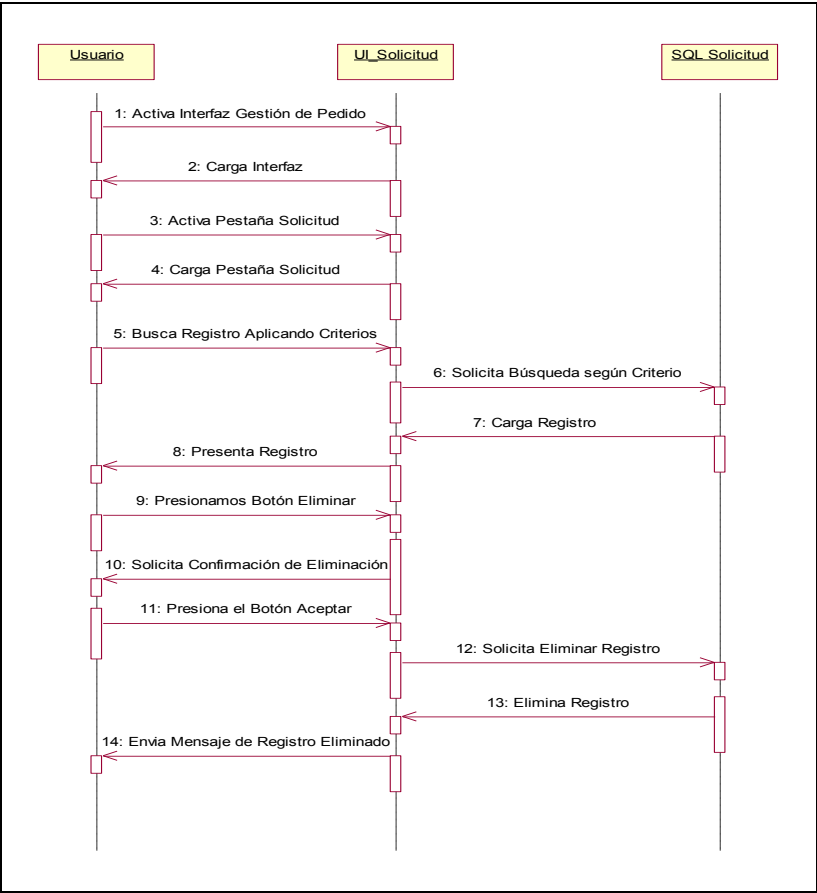 Usuario
UI_Solicitud
SQL Solicitud
1: Activa Interfaz Gestión de Pedido
2: Carga Interfaz
3: Activa Pestaña Solicitud
4: Carga Pestaña Solicitud
5: Busca Registro Aplicando Criterios
6: Solicita Búsqueda según Criterio
7: Carga Registro
8: Presenta Registro
9: Presionamos Botón Eliminar
10: Solicita Confirmación de Eliminación
11: Presiona el Botón Aceptar
12: Solicita Eliminar Registro
13: Elimina Registro
14: Envia Mensaje de Registro Eliminado